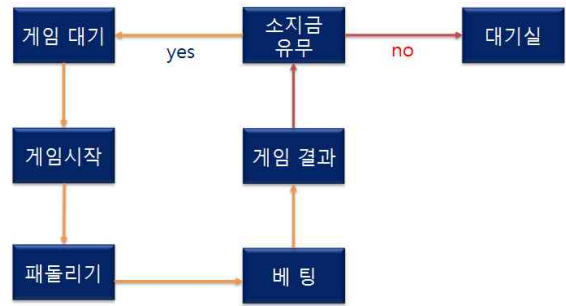 게임 대기
yes
소지금
유무
no
대기실
게임시작
게임 결과
패돌리기
베 팅